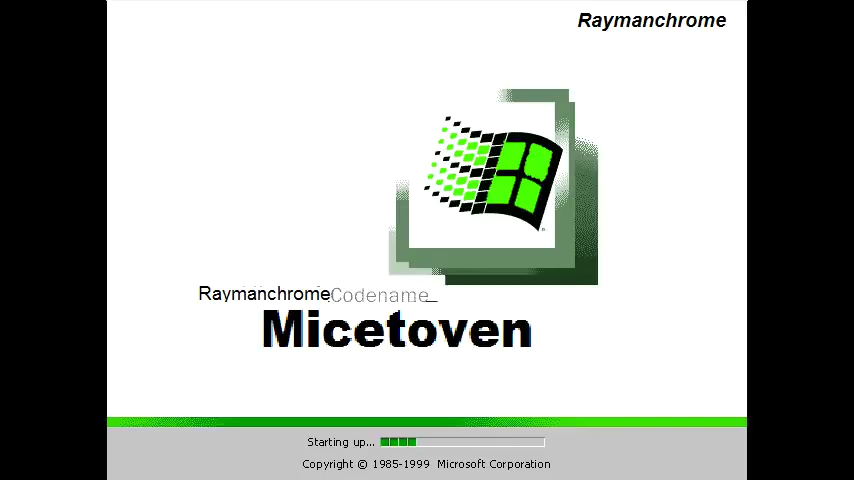 Raymanchrome
Raymanchrome Codename
Micetoven
Starting up...
Copyright © 1985-1999 Microsoft Corporation